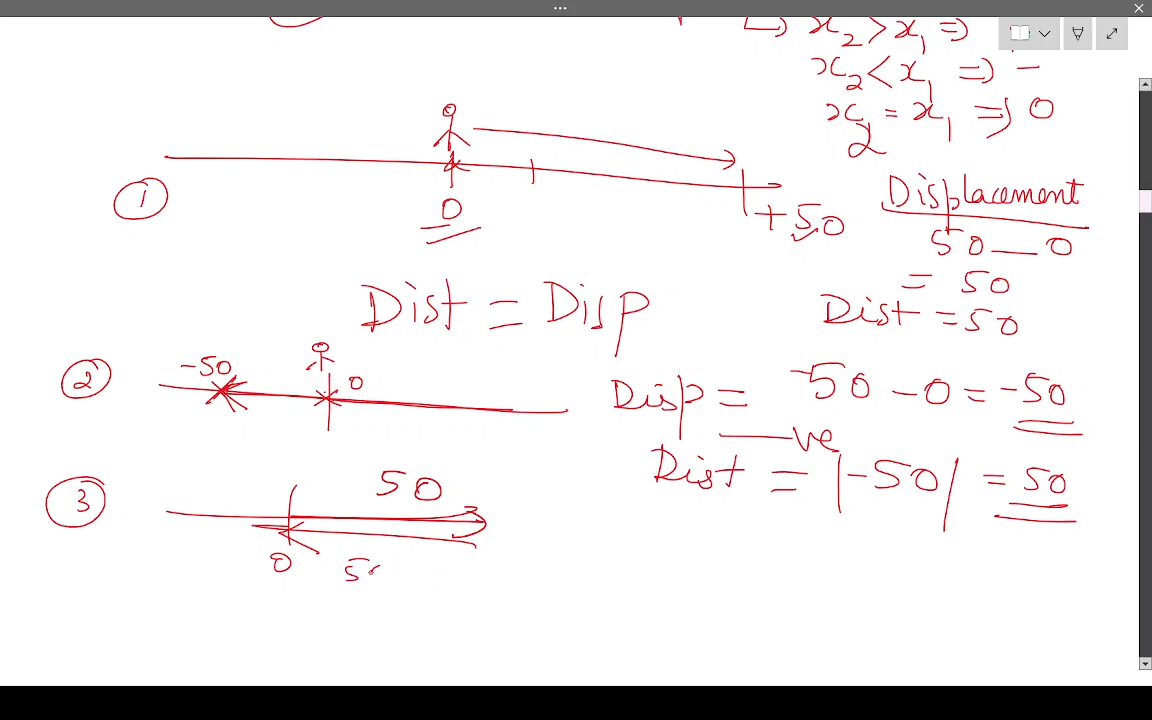 x₂ > x₁ ⇒
x₂ < x₁ ⇒ -
x₂ = x₁ ⇒ 0
①
0
+50
Displacement
50 - 0
= 50
Dist = 50
Dist = Disp
②
-50
0
Disp = -50 - 0 = -50
-ve
Dist = |-50| = 50
③
50
0
50